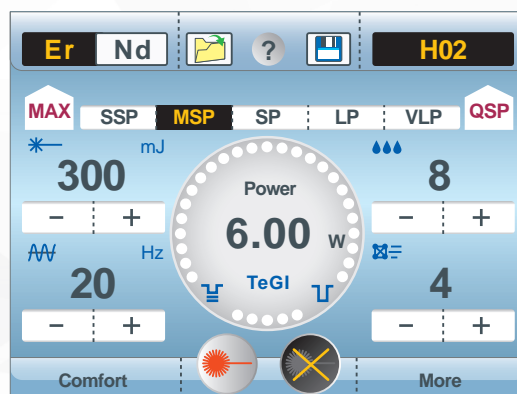 Er Nd ? H02
MAX SSP MSP SP LP VLP QSP
mJ
300 Power 8
− + 6.00 W − +
Hz
20 TeGI 4
− + − +
Comfort More